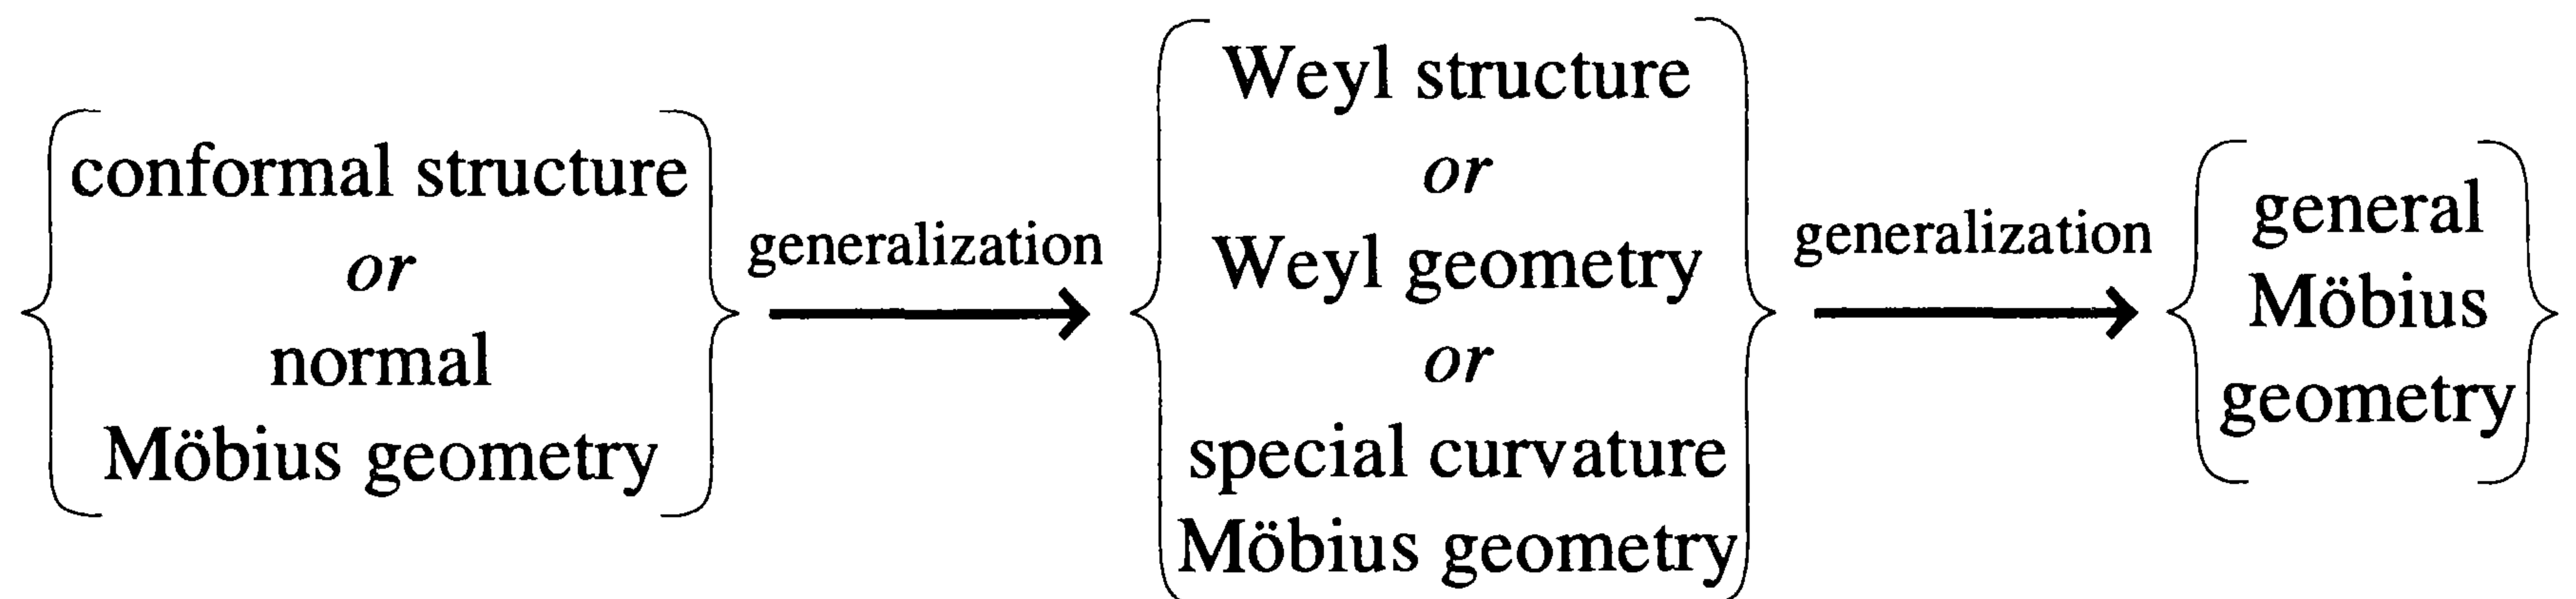 conformal structure
or
normal
Möbius geometry
generalization
Weyl structure
or
Weyl geometry
or
special curvature
Möbius geometry
generalization
general
Möbius
geometry